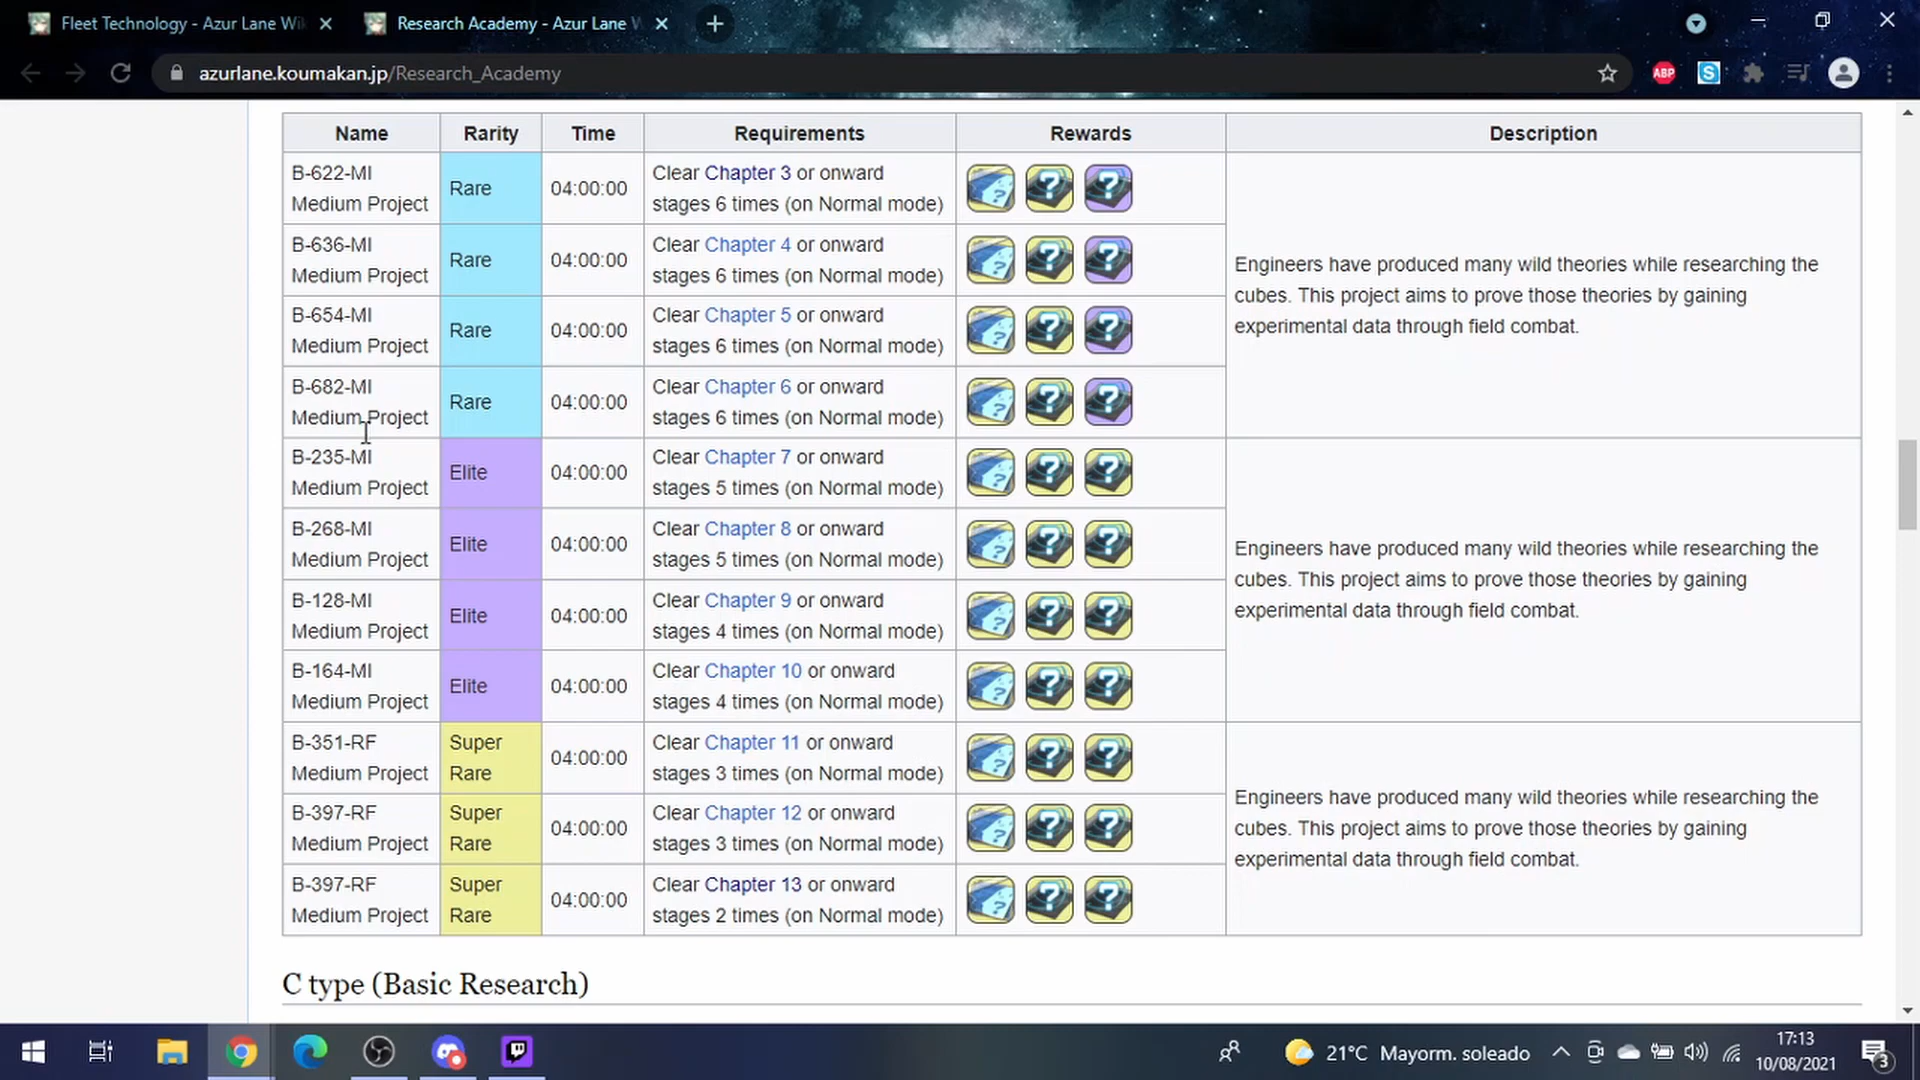 Fleet Technology - Azur Lane Wi
Research Academy - Azur Lane W
azurlane.koumakan.jp/Research_Academy
ABP
S
Name Rarity Time Requirements Rewards Description
B-622-MI
Medium Project
Rare
04:00:00
Clear Chapter 3 or onward
stages 6 times (on Normal mode)
B-636-MI
Medium Project
Rare
04:00:00
Clear Chapter 4 or onward
stages 6 times (on Normal mode)
B-654-MI
Medium Project
Rare
04:00:00
Clear Chapter 5 or onward
stages 6 times (on Normal mode)
B-682-MI
Medium Project
Rare
04:00:00
Clear Chapter 6 or onward
stages 6 times (on Normal mode)
Engineers have produced many wild theories while researching the
cubes. This project aims to prove those theories by gaining
experimental data through field combat.
B-235-MI
Medium Project
Elite
04:00:00
Clear Chapter 7 or onward
stages 5 times (on Normal mode)
B-268-MI
Medium Project
Elite
04:00:00
Clear Chapter 8 or onward
stages 5 times (on Normal mode)
B-128-MI
Medium Project
Elite
04:00:00
Clear Chapter 9 or onward
stages 4 times (on Normal mode)
B-164-MI
Medium Project
Elite
04:00:00
Clear Chapter 10 or onward
stages 4 times (on Normal mode)
Engineers have produced many wild theories while researching the
cubes. This project aims to prove those theories by gaining
experimental data through field combat.
B-351-RF
Medium Project
Super
Rare
04:00:00
Clear Chapter 11 or onward
stages 3 times (on Normal mode)
B-397-RF
Medium Project
Super
Rare
04:00:00
Clear Chapter 12 or onward
stages 3 times (on Normal mode)
B-397-RF
Medium Project
Super
Rare
04:00:00
Clear Chapter 13 or onward
stages 2 times (on Normal mode)
Engineers have produced many wild theories while researching the
cubes. This project aims to prove those theories by gaining
experimental data through field combat.
C type (Basic Research)
21°C Mayorm. soleado
17:13
10/08/2021
3